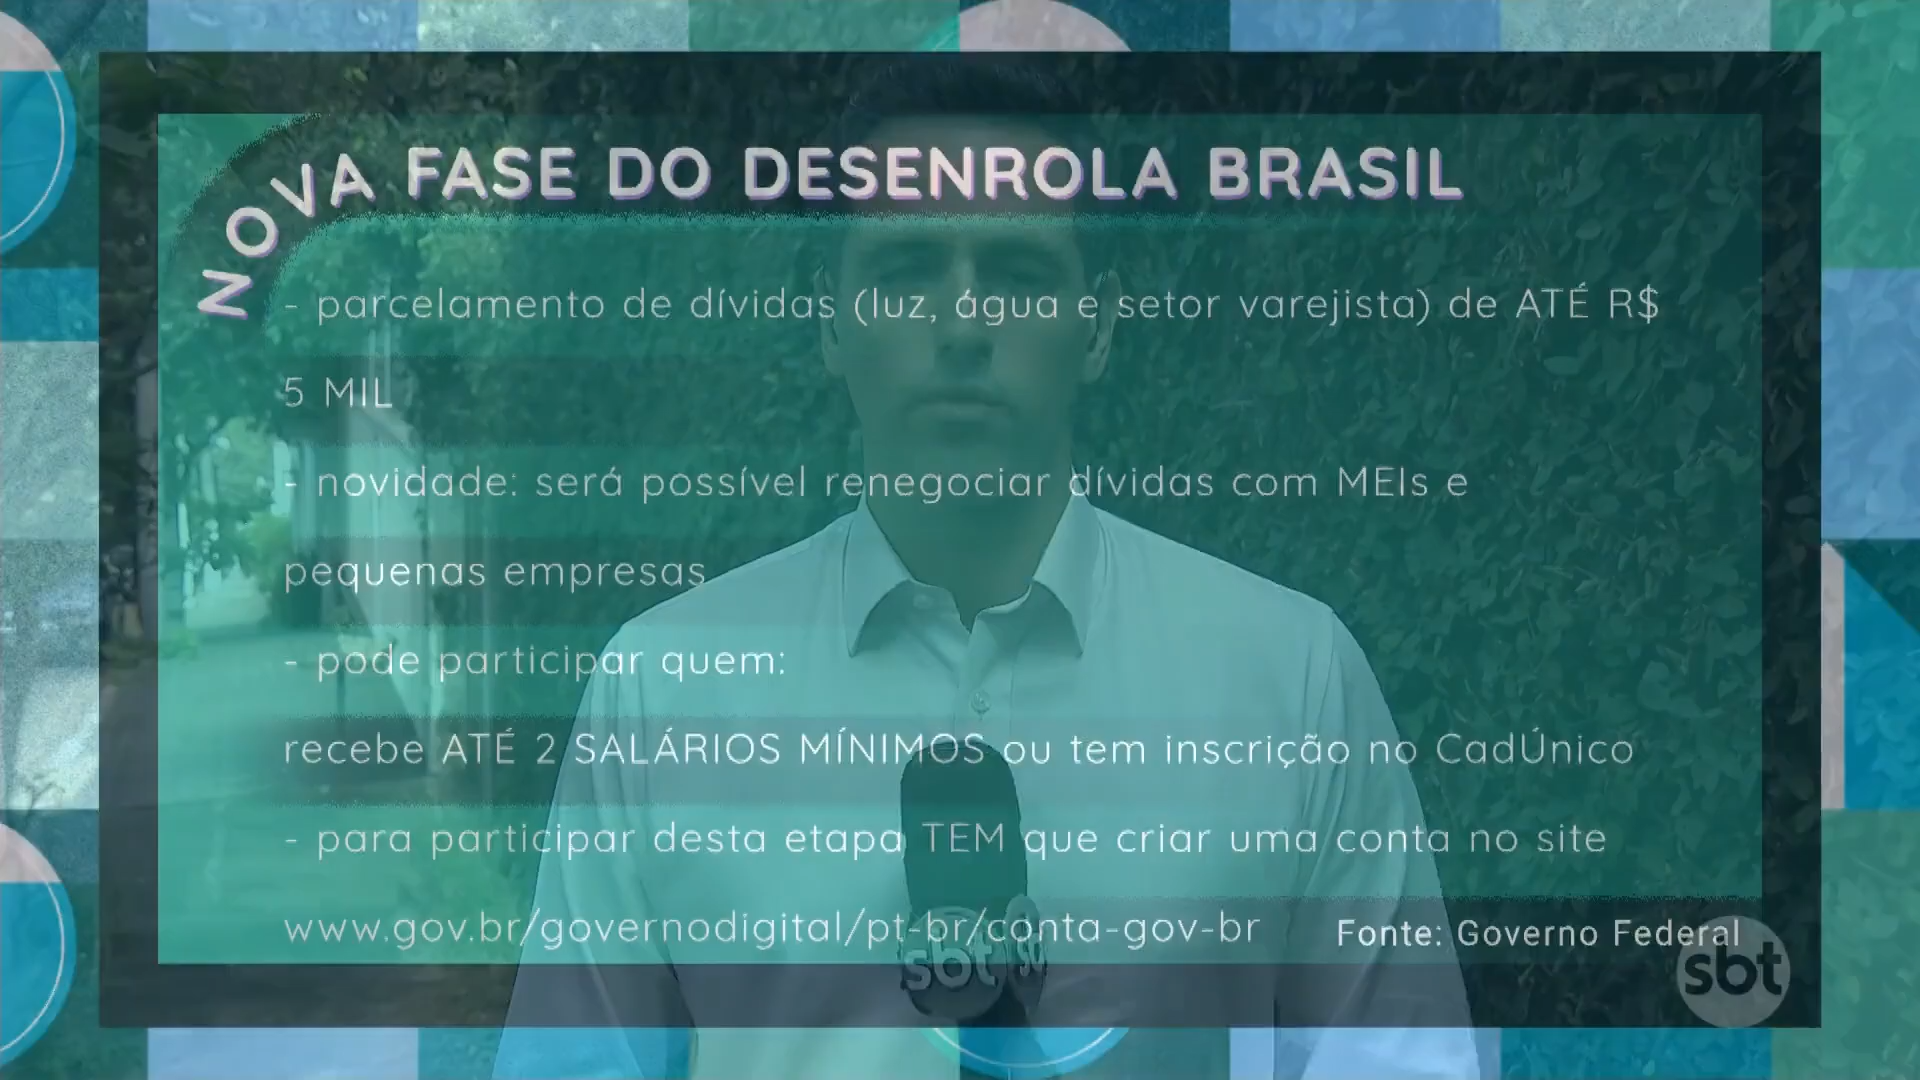 NOVA FASE DO DESENROLA BRASIL
- parcelamento de dívidas (luz, água e setor varejista) de ATÉ R$
5 MIL
- novidade: será possível renegociar dívidas com MEIs e
pequenas empresas
- pode participar quem:
recebe ATÉ 2 SALÁRIOS MÍNIMOS ou tem inscrição no CadÚnico
- para participar desta etapa TEM que criar uma conta no site
www.gov.br/governodigital/pt-br/conta-gov-br
Fonte: Governo Federal
sbt
sbt